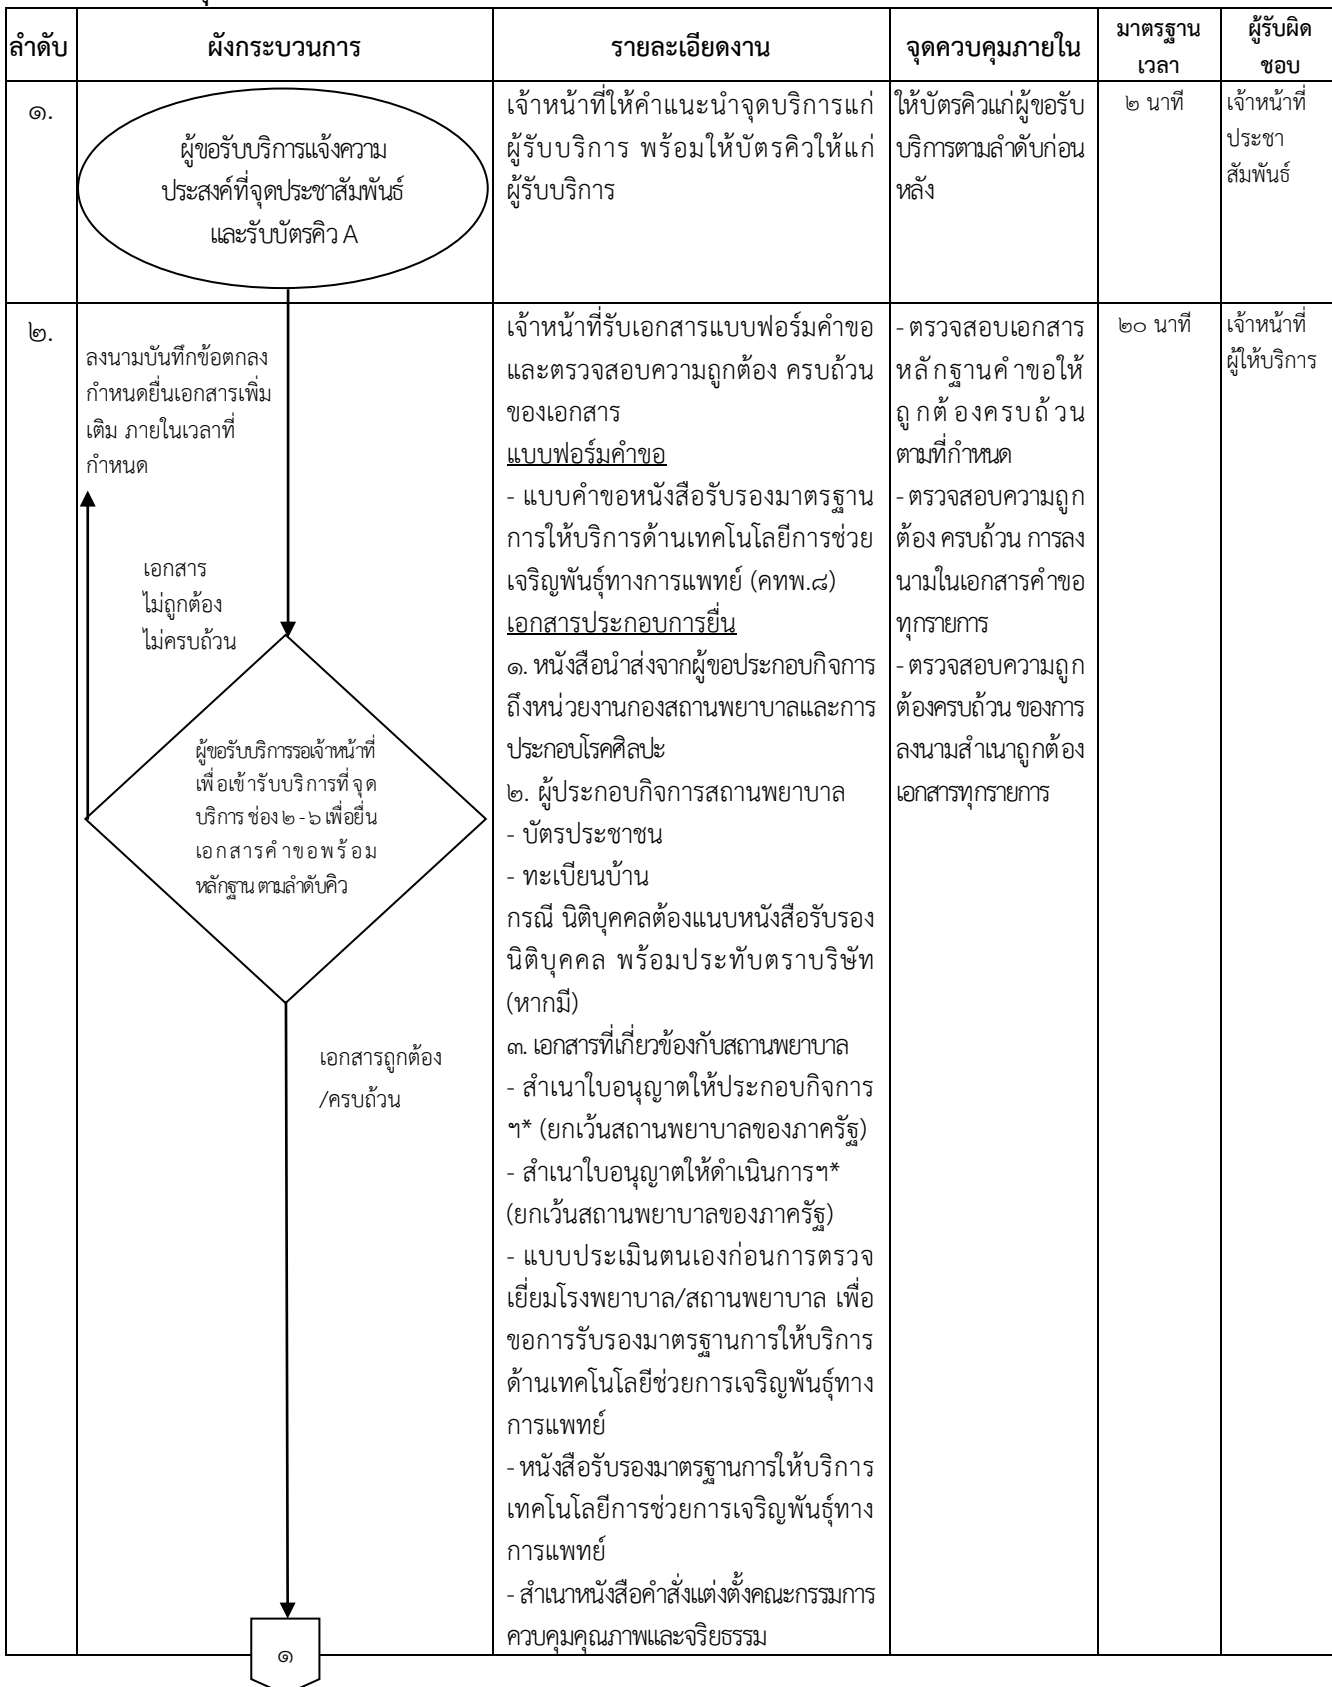 ลำดับ
ผังกระบวนการ
รายละเอียดงาน
จุดควบคุมภายใน
มาตรฐาน
เวลา
ผู้รับผิด
ชอบ
๑.
ผู้ขอรับบริการแจ้งความ
ประสงค์ที่จุดประชาสัมพันธ์
และรับบัตรคิว A
เจ้าหน้าที่ให้คำแนะนำจุดบริการแก่
ผู้รับบริการ พร้อมให้บัตรคิวให้แก่
ผู้รับบริการ
ให้บัตรคิวแก่ผู้ขอรับ
บริการตามลำดับก่อน
หลัง
๒ นาที
เจ้าหน้าที่
ประชา
สัมพันธ์
๒.
ลงนามบันทึกข้อตกลง
กำหนดยื่นเอกสารเพิ่ม
เติม ภายในเวลาที่
กำหนด
เอกสาร
ไม่ถูกต้อง
ไม่ครบถ้วน
ผู้ขอรับบริการรอเจ้าหน้าที่
เพื่อเข้ารับบริการที่จุด
บริการ ช่อง ๒ - ๖ เพื่อยื่น
เอกสารคำขอพร้อม
หลักฐาน ตามลำดับคิว
เอกสารถูกต้อง
/ครบถ้วน
๑
เจ้าหน้าที่รับเอกสารแบบฟอร์มคำขอ
และตรวจสอบความถูกต้อง ครบถ้วน
ของเอกสาร
แบบฟอร์มคำขอ
- แบบคำขอหนังสือรับรองมาตรฐาน
การให้บริการด้านเทคโนโลยีการช่วย
เจริญพันธุ์ทางการแพทย์ (คทพ.๘)
เอกสารประกอบการยื่น
๑. หนังสือนำส่งจากผู้ขอประกอบกิจการ
ถึงหน่วยงานกองสถานพยาบาลและการ
ประกอบโรคศิลปะ
๒. ผู้ประกอบกิจการสถานพยาบาล
- บัตรประชาชน
- ทะเบียนบ้าน
กรณี นิติบุคคลต้องแนบหนังสือรับรอง
นิติบุคคล พร้อมประทับตราบริษัท
(หากมี)
๓. เอกสารที่เกี่ยวข้องกับสถานพยาบาล
- สำเนาใบอนุญาตให้ประกอบกิจการ
ฯ* (ยกเว้นสถานพยาบาลของภาครัฐ)
- สำเนาใบอนุญาตให้ดำเนินการฯ*
(ยกเว้นสถานพยาบาลของภาครัฐ)
- แบบประเมินตนเองก่อนการตรวจ
เยี่ยมโรงพยาบาล/สถานพยาบาล เพื่อ
ขอการรับรองมาตรฐานการให้บริการ
ด้านเทคโนโลยีช่วยการเจริญพันธุ์ทาง
การแพทย์
- หนังสือรับรองมาตรฐานการให้บริการ
เทคโนโลยีการช่วยการเจริญพันธุ์ทาง
การแพทย์
- สำเนาหนังสือคำสั่งแต่งตั้งคณะกรรมการ
ควบคุมคุณภาพและจริยธรรม
- ตรวจสอบเอกสาร
หลักฐานคำขอให้
ถูกต้องครบถ้วน
ตามที่กำหนด
- ตรวจสอบความถูก
ต้อง ครบถ้วน การลง
นามในเอกสารคำขอ
ทุกรายการ
- ตรวจสอบความถูก
ต้องครบถ้วน ของการ
ลงนามสำเนาถูกต้อง
เอกสารทุกรายการ
๒๐ นาที
เจ้าหน้าที่
ผู้ให้บริการ